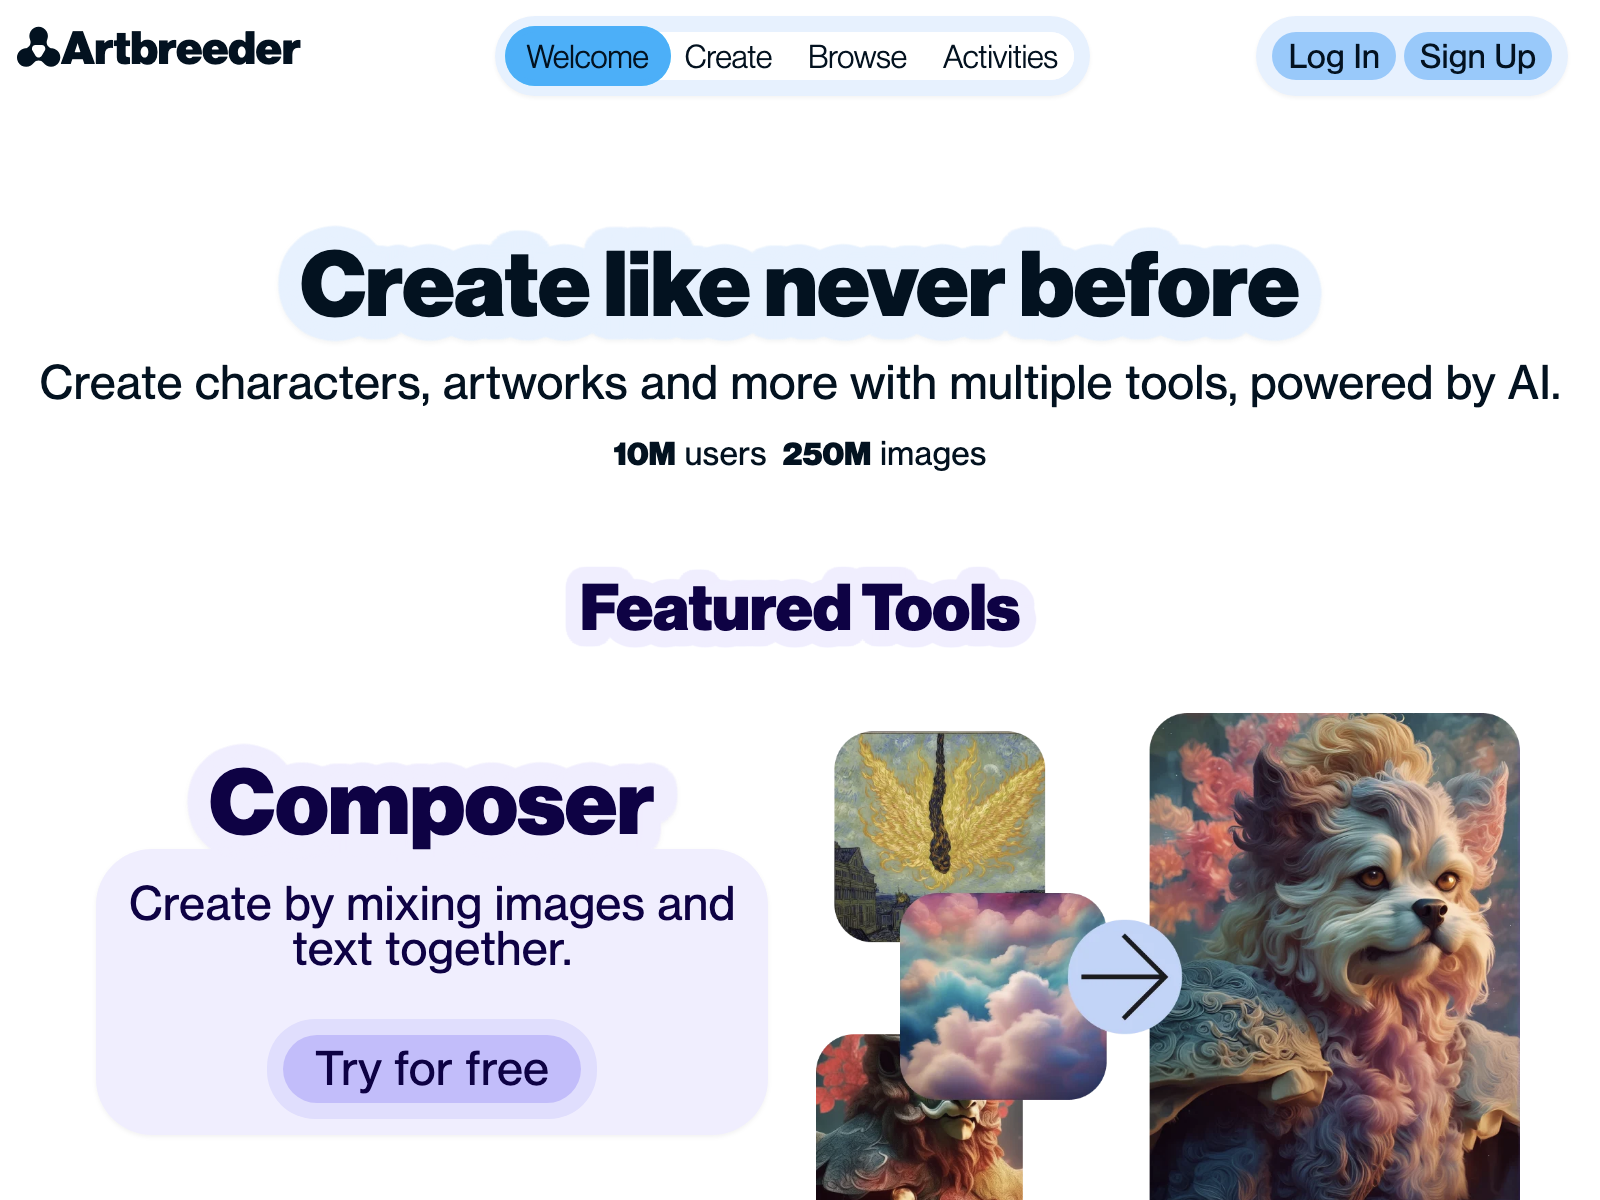 Artbreeder
Welcome Create Browse Activities
Log In Sign Up
Create like never before
Create characters, artworks and more with multiple tools, powered by AI.
10M users 250M images
Featured Tools
Composer
Create by mixing images and
text together.
Try for free